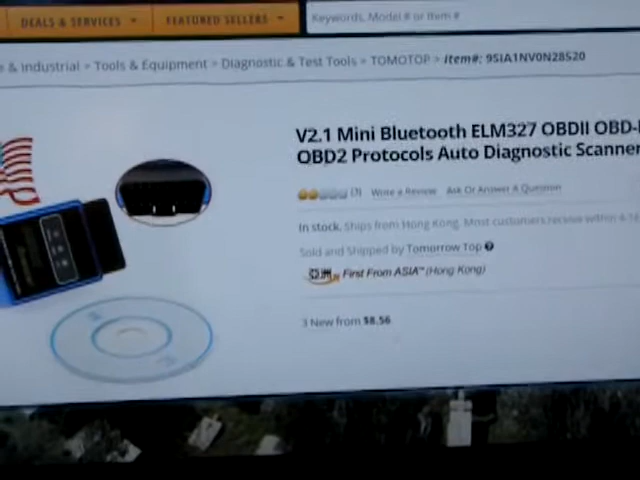 DEALS & SERVICES FEATURED SELLERS Keywords, Model # or Item #
& Industrial > Tools & Equipment > Diagnostic & Test Tools > TOMOTOP > Item#: 9SIA1NV0N28520
V2.1 Mini Bluetooth ELM327 OBDII OBD-
OBD2 Protocols Auto Diagnostic Scanner
Write a Review Ask Or Answer A Question
In stock. Ships from Hong Kong. Most customers receive within
Sold and Shipped by Tomorrow Top
First From ASIA™ (Hong Kong)
3 New from $8.56